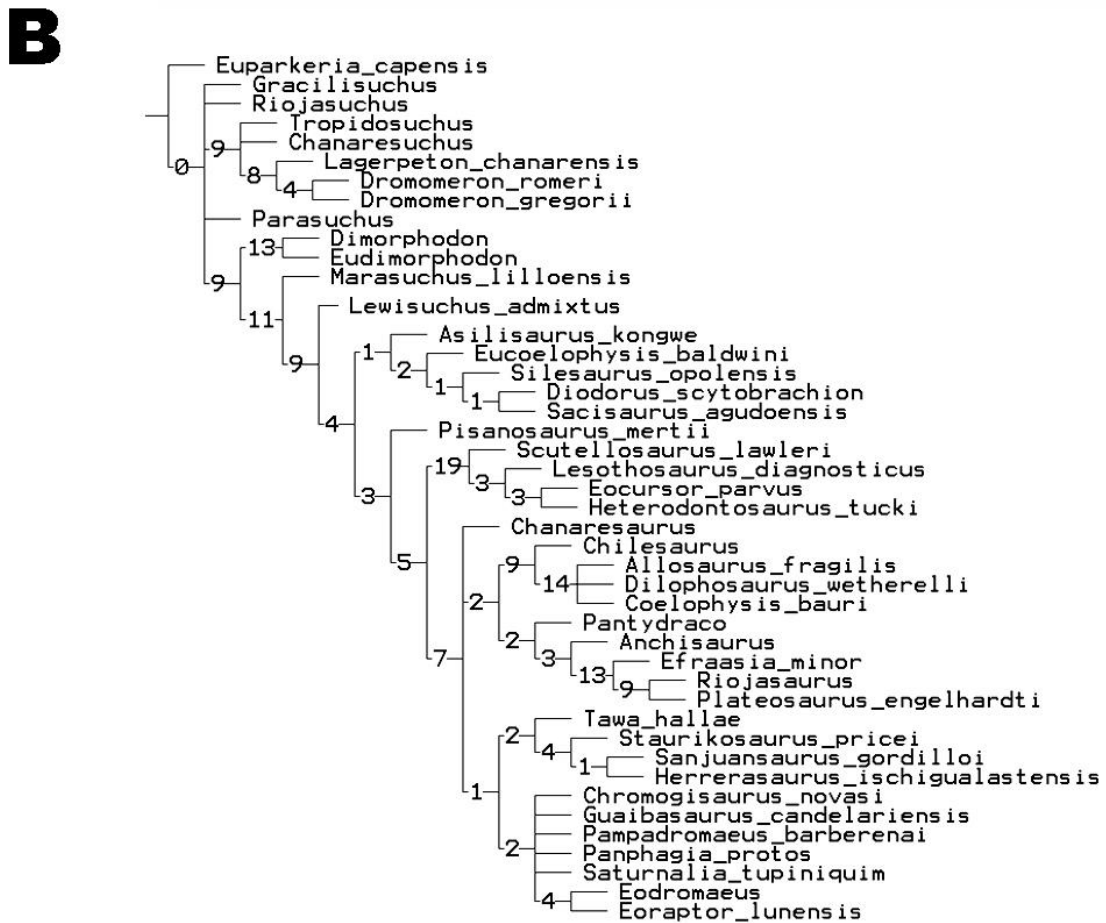 B
Euparkeria_capensis
Gracilisuchus
Riojasuchus
Tropidosuchus
9
Chanaresuchus
0
Lagerpeton_chanarensis
8
Dromomeron_romeri
4
Dromomeron_gregorii
Parasuchus
Dimorphodon
13
Eudimorphodon
9
Marasuchus_lilloensis
Lewisuchus_admixtus
11
Asilisaurus_kongwe
1
Eucoelophysis_baldwini
9
2
Silesaurus_opolensis
1
Diodorus_scytobrachion
1
Sacisaurus_agudoensis
4
Pisanosaurus_mertii
Scutellosaurus_lawleri
19
Lesothosaurus_diagnosticus
3
Eocursor_parvus
3
3
Heterodontosaurus_tucki
Chanaresaurus
Chilesaurus
5
9
Allosaurus_fragilis
14
Dilophosaurus_wetherelli
2
Coelophysis_bauri
Pantydraco
2
Anchisaurus
7
3
Efraasia_minor
13
Riojasaurus
9
Plateosaurus_engelhardti
Tawa_hallae
2
Staurikosaurus_pricei
4
Sanjuansaurus_gordilloi
1
Herrerasaurus_ischigualastensis
1
Chromogisaurus_novasi
Guaibasaurus_candelariensis
Pampadromaeus_barberenai
2
Panphagia_protos
Saturnalia_tupiniquim
Eodromaeus
4
Eoraptor_lunensis